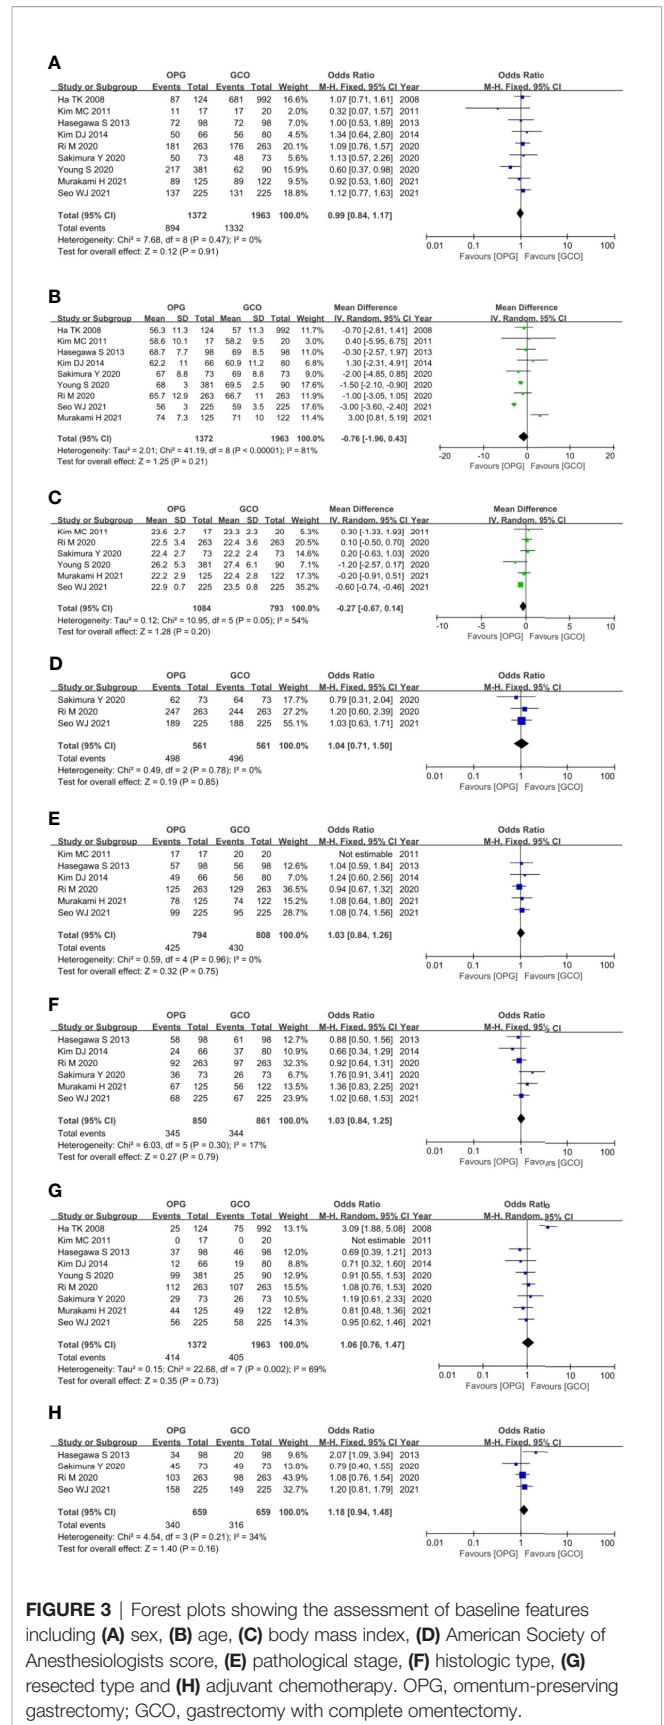 A
OPG GCO Odds Ratio Odds Ratio
Study or Subgroup Events Total Events Total Weight M-H. Fixed. 95% CI Year M-H. Fixed. 95% CI
Ha TK 2008 87 124 681 992 16.6% 1.07 [0.71, 1.61] 2008
Kim MC 2011 11 17 17 20 2.0% 0.32 [0.07, 1.57] 2011
Hasegawa S 2013 72 98 72 98 8.4% 1.00 [0.53, 1.89] 2013
Kim DJ 2014 50 66 56 80 5.4% 1.34 [0.64, 2.80] 2014
Ri M 2020 181 263 176 263 20.1% 1.09 [0.76, 1.57] 2020
Sakimura Y 2020 50 73 48 73 5.6% 1.13 [0.57, 2.26] 2020
Young S 2020 217 381 62 90 15.7% 0.60 [0.37, 0.98] 2020
Murakami H 2021 89 125 89 122 9.5% 0.92 [0.53, 1.60] 2021
Seo WJ 2021 137 225 131 225 18.8% 1.12 [0.77, 1.63] 2021
Total (95% CI) 1372 1963 100.0% 0.99 [0.84, 1.17]
Total events 894 1332
Heterogeneity: Chi² = 7.68, df = 8 (P = 0.47); I² = 0%
Test for overall effect: Z = 0.12 (P = 0.91)
0.01 0.1 1 10 100
Favours [OPG] Favours [GCO]
B
OPG GCO Mean Difference Mean Difference
Study or Subgroup Mean SD Total Mean SD Total Weight IV. Random. 95% CI Year IV. Random. 95% CI
Ha TK 2008 56.3 11.3 124 57 11.3 992 11.7% -0.70 [-2.81, 1.41] 2008
Kim MC 2011 58.6 10.1 17 58.2 9.5 20 3.0% 0.40 [-5.95, 6.75] 2011
Hasegawa S 2013 68.7 7.7 98 69 8.5 98 11.1% -0.30 [-2.57, 1.97] 2013
Kim DJ 2014 62.2 11 66 60.9 11.2 80 7.0% 1.30 [-2.31, 4.91] 2014
Sakimura Y 2020 67 8.8 73 69 8.8 73 9.1% -2.00 [-4.85, 0.85] 2020
Young S 2020 68 3 381 69.5 2.5 90 17.5% -1.50 [-2.10, -0.90] 2020
Ri M 2020 65.7 12.9 263 66.7 11 263 11.9% -1.00 [-3.05, 1.05] 2020
Seo WJ 2021 56 3 225 59 3.5 225 17.5% -3.00 [-3.60, -2.40] 2021
Murakami H 2021 74 7.3 125 71 10 122 11.5% 3.00 [0.81, 5.19] 2021
Total (95% CI) 1372 1963 100.0% -0.76 [-1.96, 0.43]
Heterogeneity: Tau² = 2.01; Chi² = 41.19, df = 8 (P < 0.00001); I² = 81%
Test for overall effect: Z = 1.25 (P = 0.21)
-20 -10 0 10 20
Favours [OPG] Favours [GCO]
C
OPG GCO Mean Difference Mean Difference
Study or Subgroup Mean SD Total Mean SD Total Weight IV. Random. 95% CI Year IV. Random. 95% CI
Kim MC 2011 23.6 2.7 17 23.3 2.3 20 5.3% 0.30 [-1.33, 1.93] 2011
Ri M 2020 22.5 3.4 263 22.4 3.6 263 20.5% 0.10 [-0.50, 0.70] 2020
Sakimura Y 2020 22.4 2.7 73 22.2 2.4 73 14.6% 0.20 [-0.63, 1.03] 2020
Young S 2020 26.2 5.3 381 27.4 6.1 90 7.1% -1.20 [-2.57, 0.17] 2020
Murakami H 2021 22.2 2.9 125 22.4 2.8 122 17.3% -0.20 [-0.91, 0.51] 2021
Seo WJ 2021 22.9 0.7 225 23.5 0.8 225 35.2% -0.60 [-0.74, -0.46] 2021
Total (95% CI) 1084 793 100.0% -0.27 [-0.67, 0.14]
Heterogeneity: Tau² = 0.12; Chi² = 10.95, df = 5 (P = 0.05); I² = 54%
Test for overall effect: Z = 1.28 (P = 0.20)
-10 -5 0 5 10
Favours [OPG] Favours [GCO]
D
OPG GCO Odds Ratio Odds Ratio
Study or Subgroup Events Total Events Total Weight M-H. Fixed. 95% CI Year M-H. Fixed. 95% CI
Sakimura Y 2020 62 73 64 73 17.7% 0.79 [0.31, 2.04] 2020
Ri M 2020 247 263 244 263 27.2% 1.20 [0.60, 2.39] 2020
Seo WJ 2021 189 225 188 225 55.1% 1.03 [0.63, 1.71] 2021
Total (95% CI) 561 561 100.0% 1.04 [0.71, 1.50]
Total events 498 496
Heterogeneity: Chi² = 0.49, df = 2 (P = 0.78); I² = 0%
Test for overall effect: Z = 0.19 (P = 0.85)
0.01 0.1 1 10 100
Favours [OPG] Favours [GCO]
E
OPG GCO Odds Ratio Odds Ratio
Study or Subgroup Events Total Events Total Weight M-H. Fixed. 95% CI Year M-H. Fixed. 95% CI
Kim MC 2011 17 17 20 20 Not estimable 2011
Hasegawa S 2013 57 98 56 98 12.6% 1.04 [0.59, 1.84] 2013
Kim DJ 2014 49 66 56 80 7.0% 1.24 [0.60, 2.56] 2014
Ri M 2020 125 263 129 263 36.5% 0.94 [0.67, 1.32] 2020
Murakami H 2021 78 125 74 122 15.2% 1.08 [0.64, 1.80] 2021
Seo WJ 2021 99 225 95 225 28.7% 1.08 [0.74, 1.56] 2021
Total (95% CI) 794 808 100.0% 1.03 [0.84, 1.26]
Total events 425 430
Heterogeneity: Chi² = 0.59, df = 4 (P = 0.96); I² = 0%
Test for overall effect: Z = 0.32 (P = 0.75)
0.01 0.1 1 10 100
Favours [OPG] Favours [GCO]
F
OPG GCO Odds Ratio Odds Ratio
Study or Subgroup Events Total Events Total Weight M-H. Fixed. 95% CI Year M-H. Fixed. 95% CI
Hasegawa S 2013 58 98 61 98 12.7% 0.88 [0.50, 1.56] 2013
Kim DJ 2014 24 66 37 80 10.9% 0.66 [0.34, 1.29] 2014
Ri M 2020 92 263 97 263 32.0% 0.92 [0.64, 1.31] 2020
Sakimura Y 2020 36 73 26 73 6.7% 1.76 [0.91, 3.41] 2020
Murakami H 2021 67 125 56 122 13.5% 1.36 [0.83, 2.25] 2021
Seo WJ 2021 68 225 67 225 24.1% 1.02 [0.68, 1.53] 2021
Total (95% CI) 850 861 100.0% 1.03 [0.84, 1.25]
Total events 345 344
Heterogeneity: Chi² = 6.03, df = 5 (P = 0.30); I² = 17%
Test for overall effect: Z = 0.27 (P = 0.79)
0.01 0.1 1 10 100
Favours [OPG] Favours [GCO]
G
OPG GCO Odds Ratio Odds Ratio
Study or Subgroup Events Total Events Total Weight M-H. Random. 95% CI Year M-H. Random. 95% CI
Ha TK 2008 25 124 75 992 13.1% 3.09 [1.88, 5.08] 2008
Kim MC 2011 0 17 0 20 Not estimable 2011
Hasegawa S 2013 37 98 46 98 12.0% 0.69 [0.39, 1.21] 2013
Kim DJ 2014 12 66 19 80 8.9% 0.71 [0.32, 1.60] 2014
Young S 2020 99 381 25 90 12.9% 0.91 [0.55, 1.53] 2020
Ri M 2020 112 263 107 263 15.6% 1.08 [0.76, 1.53] 2020
Sakimura Y 2020 29 73 26 73 10.7% 1.19 [0.61, 2.33] 2020
Murakami H 2021 44 125 49 122 12.7% 0.81 [0.48, 1.36] 2021
Seo WJ 2021 56 225 58 225 14.3% 0.95 [0.62, 1.46] 2021
Total (95% CI) 1372 1963 100.0% 1.06 [0.76, 1.47]
Total events 414 405
Heterogeneity: Tau² = 0.15; Chi² = 22.68, df = 7 (P = 0.002); I² = 69%
Test for overall effect: Z = 0.35 (P = 0.73)
0.01 0.1 1 10 100
Favours [OPG] Favours [GCO]
H
OPG GCO Odds Ratio Odds Ratio
Study or Subgroup Events Total Events Total Weight M-H. Fixed. 95% CI Year M-H. Fixed. 95% CI
Hasegawa S 2013 34 98 20 98 9.6% 2.07 [1.09, 3.94] 2013
Sakimura Y 2020 45 73 49 73 13.8% 0.79 [0.40, 1.55] 2020
Ri M 2020 103 263 98 263 43.9% 1.08 [0.76, 1.54] 2020
Seo WJ 2021 158 225 149 225 32.7% 1.20 [0.81, 1.79] 2021
Total (95% CI) 659 659 100.0% 1.18 [0.94, 1.48]
Total events 340 316
Heterogeneity: Chi² = 4.54, df = 3 (P = 0.21); I² = 34%
Test for overall effect: Z = 1.40 (P = 0.16)
0.01 0.1 1 10 100
Favours [OPG] Favours [GCO]
FIGURE 3 | Forest plots showing the assessment of baseline features
including (A) sex, (B) age, (C) body mass index, (D) American Society of
Anesthesiologists score, (E) pathological stage, (F) histologic type, (G)
resected type and (H) adjuvant chemotherapy. OPG, omentum-preserving
gastrectomy; GCO, gastrectomy with complete omentectomy.